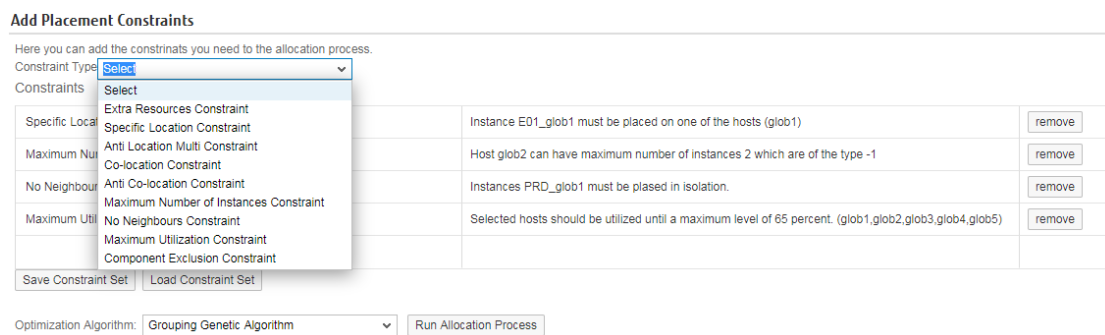 Add Placement Constraints
Here you can add the constrinats you need to the allocation process.
Constraint Type Select
Constraints
Select
Extra Resources Constraint
Specific Location Constraint
Anti Location Multi Constraint
Co-location Constraint
Anti Co-location Constraint
Maximum Number of Instances Constraint
No Neighbours Constraint
Maximum Utilization Constraint
Component Exclusion Constraint
Specific Instance E01_glob1 must be placed on one of the hosts (glob1) remove
Maximum Host glob2 can have maximum number of instances 2 which are of the type -1 remove
No Neighbour Instances PRD_glob1 must be plased in isolation. remove
Maximum Selected hosts should be utilized until a maximum level of 65 percent. (glob1,glob2,glob3,glob4,glob5) remove
Save Constraint Set Load Constraint Set
Optimization Algorithm: Grouping Genetic Algorithm Run Allocation Process